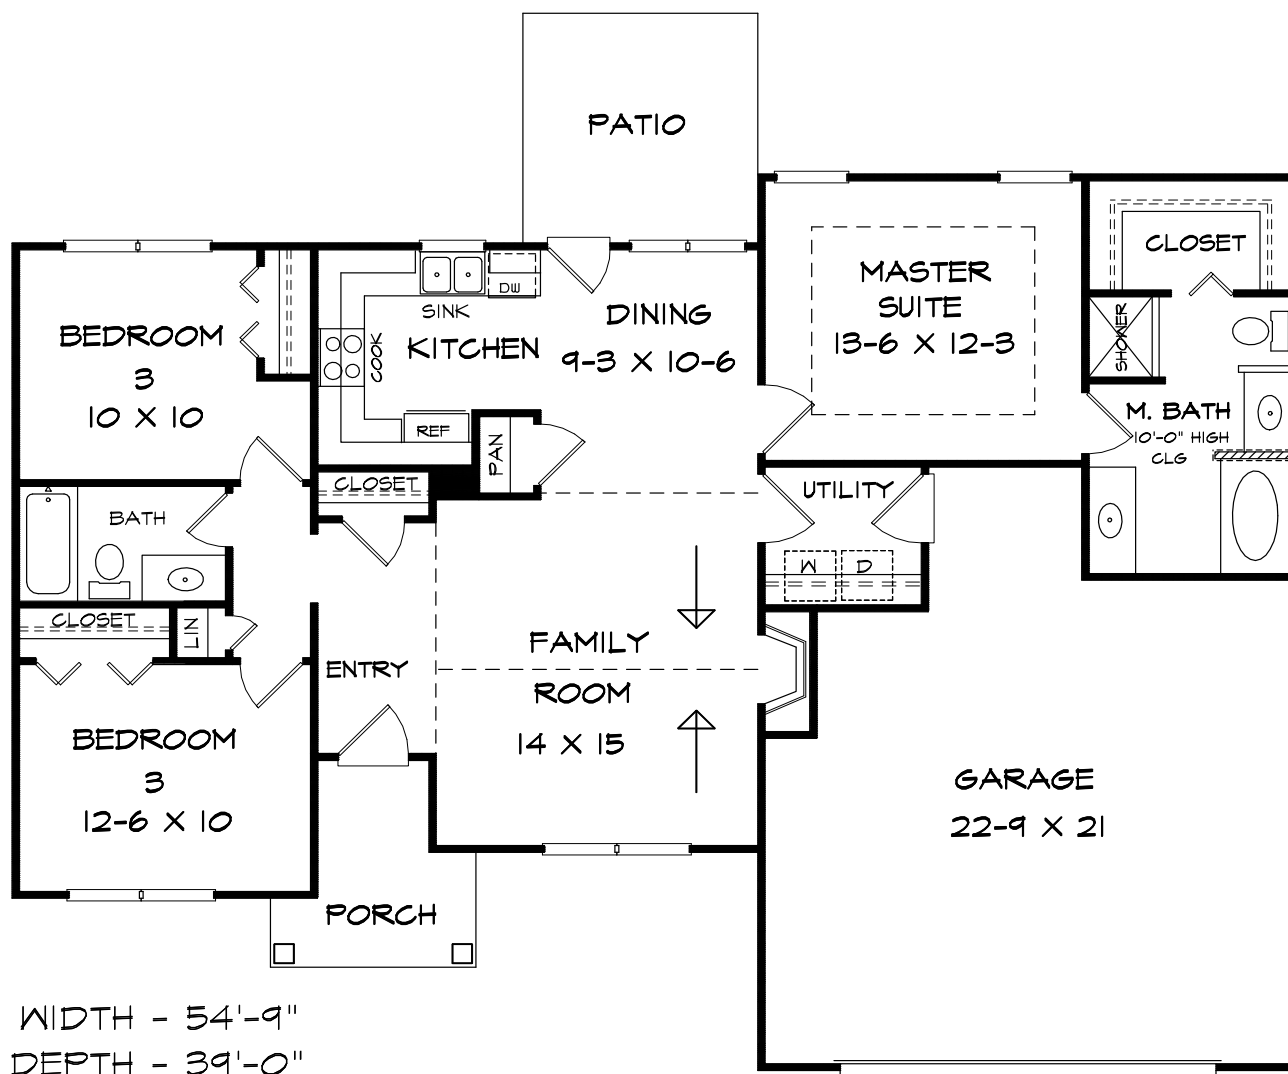 PATIO
CLOSET
MASTER
SUITE
13-6 X 12-3
SHOWER
M. BATH
10'-0" HIGH
CLG
BEDROOM
3
10 X 10
SINK
DW
COOK
KITCHEN
REF
PAN
DINING
9-3 X 10-6
CLOSET
UTILITY
W
D
BATH
CLOSET
LIN
ENTRY
FAMILY
ROOM
14 X 15
BEDROOM
3
12-6 X 10
GARAGE
22-9 X 21
PORCH
WIDTH - 54'-9"
DEPTH - 39'-0"